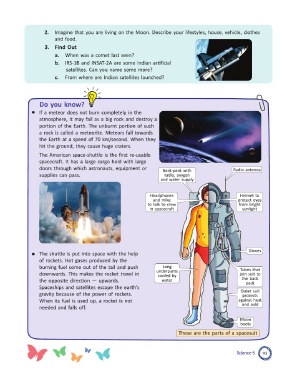 2. Imagine that you are living on the Moon. Describe your lifestyles, house, vehicle, clothes
and food.
3. Find Out
a. When was a comet last seen?
b. IRS-3B and INSAT-2A are some Indian artificial
satellites. Can you name some more?
c. From where are Indian satellites launched?
Do you know?
If a meteor does not burn completely in the
atmosphere, it may fall as a big rock and destroy a
portion of the Earth. The unburnt portion of such
a rock is called a meteorite. Meteors fall towards
the Earth at a speed of 70 km/second. When they
hit the ground, they cause huge craters.
The American space-shuttle is the first re-usable
spacecraft. It has a large cargo hold with large
doors through which astronauts, equipment or
supplies can pass.
The shuttle is put into space with the help
of rockets. Hot gases produced by the
burning fuel come out of the tail and push
downwards. This makes the rocket travel in
the opposite direction — upwards.
Spaceships and satellites escape the earth's
gravity because of the power of rockets.
When its fuel is used up, a rocket is not
needed and falls off.
Back-pack with
radio, oxygen
and water supply
Radio antenna
Headphones
and mike
to talk to crew
in spacecraft
Helmet to
protect eyes
from bright
sunlight
Gloves
Long
underpants
cooled by
water
Tubes that
join suit to
the back
pack
Outer suit
protects
against heat
and cold
Moon
boots
These are the parts of a spacesuit
Science-5